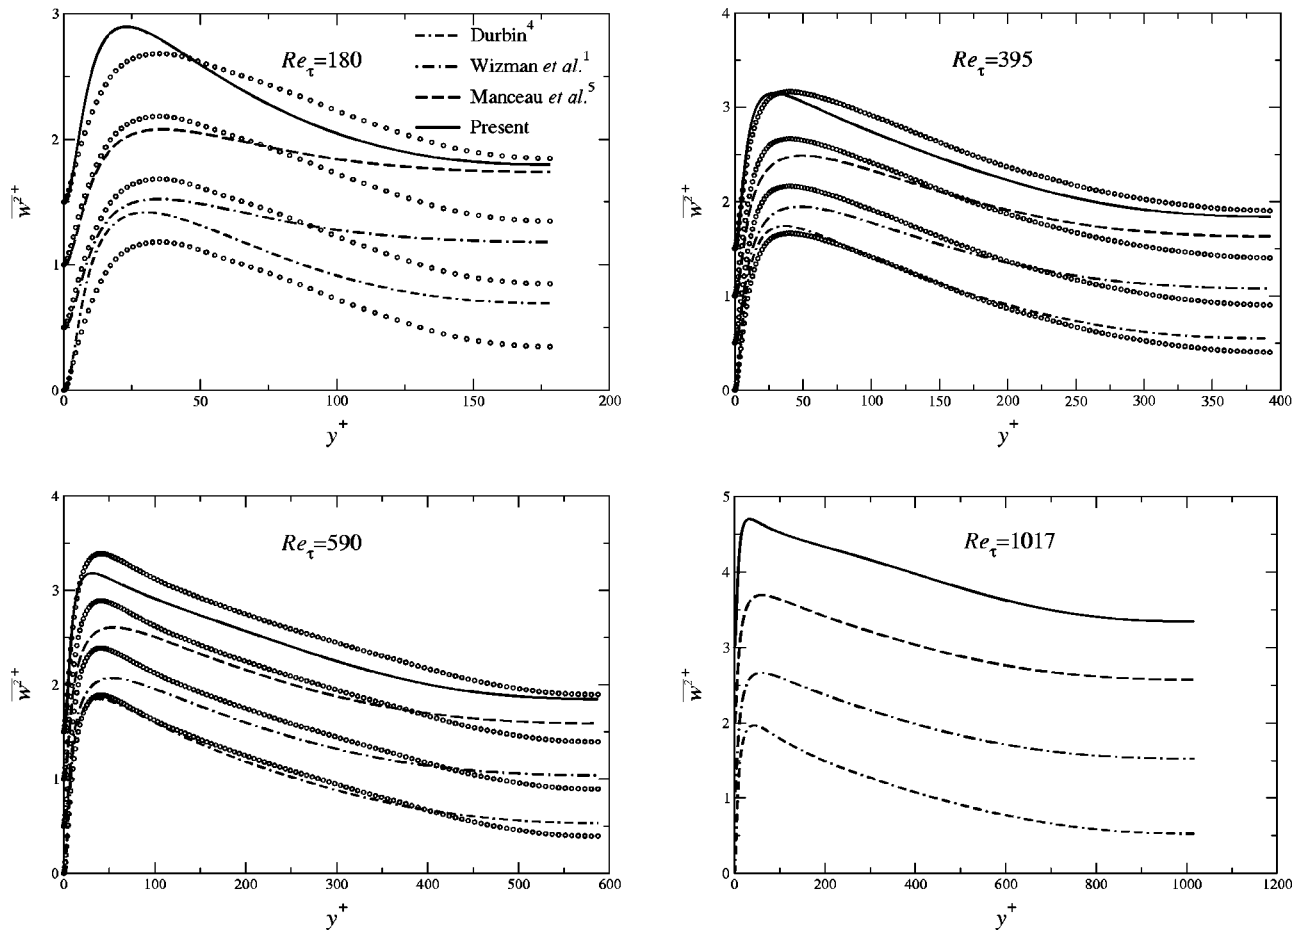 3
2
1
0
w²⁺
Re_τ=180
Durbin⁴
Wizman et al.¹
Manceau et al.⁵
Present
0 50 100 150 200
y⁺
4
3
2
1
0
w²⁺
Re_τ=395
0 50 100 150 200 250 300 350 400
y⁺
4
3
2
1
0
w²⁺
Re_τ=590
0 100 200 300 400 500 600
y⁺
5
4
3
2
1
0
w²⁺
Re_τ=1017
0 200 400 600 800 1000 1200
y⁺